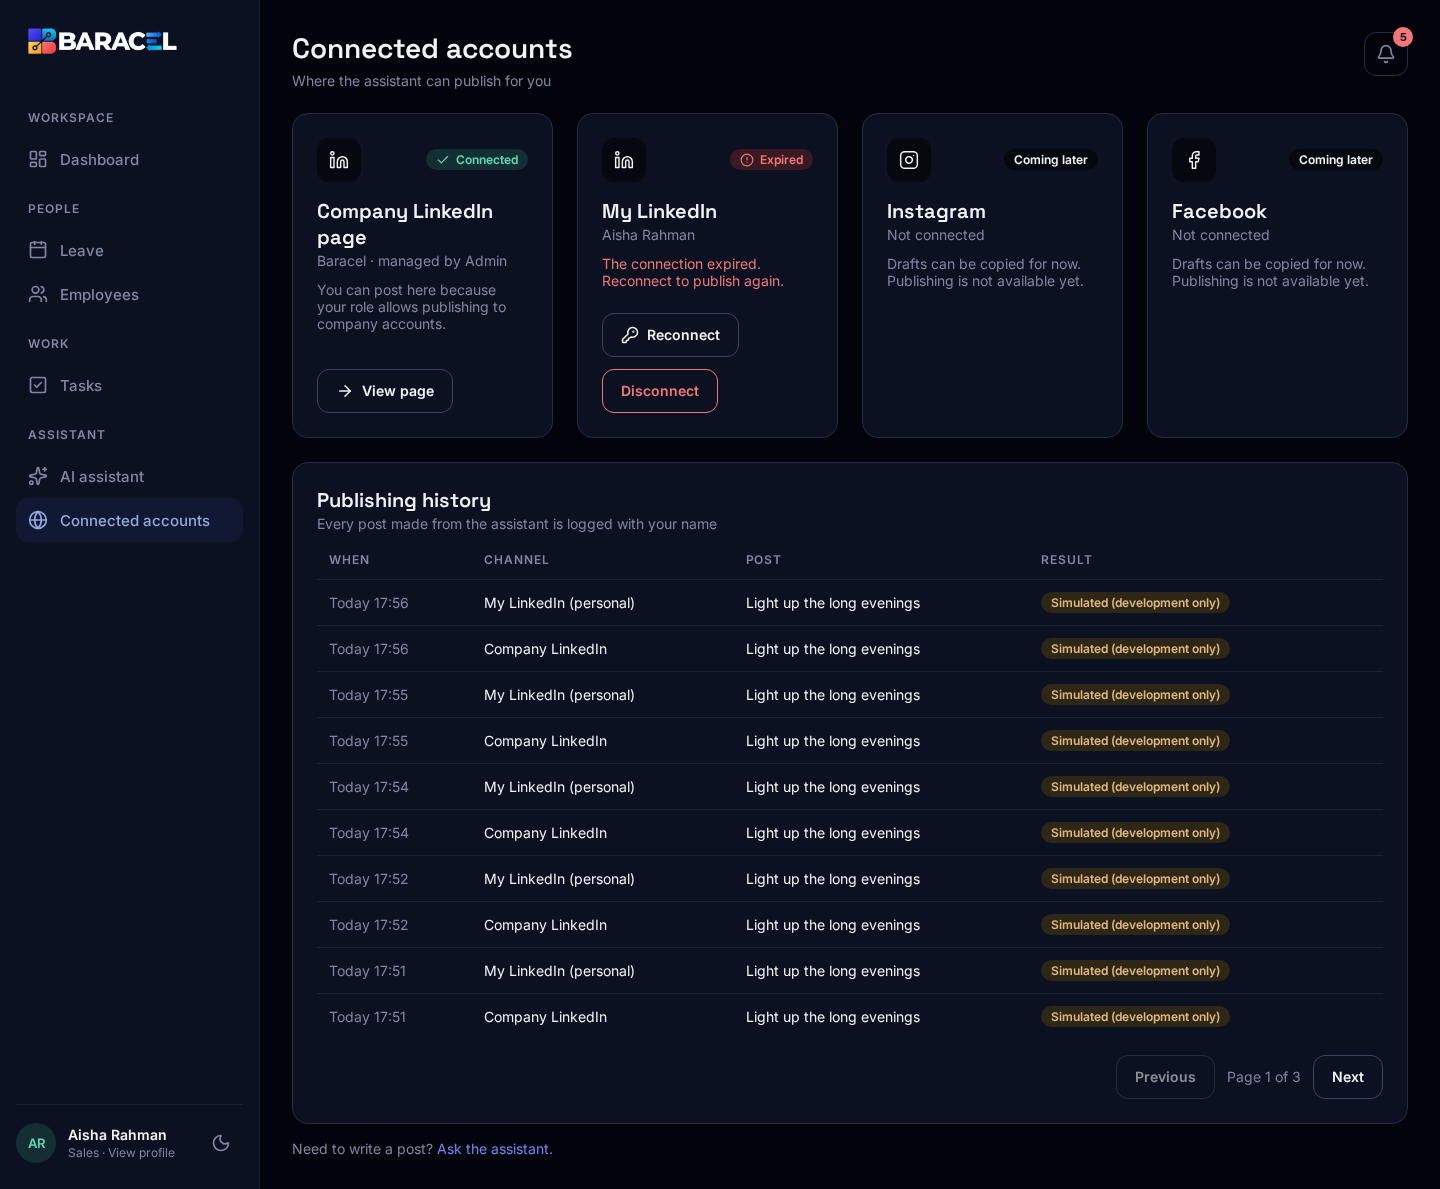 BARACEL
WORKSPACE
Dashboard
PEOPLE
Leave
Employees
WORK
Tasks
ASSISTANT
AI assistant
Connected accounts
AR
Aisha Rahman
Sales · View profile
Connected accounts
Where the assistant can publish for you
5
Connected
Company LinkedIn
page
Baracel · managed by Admin
You can post here because
your role allows publishing to
company accounts.
View page
Expired
My LinkedIn
Aisha Rahman
The connection expired.
Reconnect to publish again.
Reconnect
Disconnect
Coming later
Instagram
Not connected
Drafts can be copied for now.
Publishing is not available yet.
Coming later
Facebook
Not connected
Drafts can be copied for now.
Publishing is not available yet.
Publishing history
Every post made from the assistant is logged with your name
WHEN CHANNEL POST RESULT
Today 17:56 My LinkedIn (personal) Light up the long evenings Simulated (development only)
Today 17:56 Company LinkedIn Light up the long evenings Simulated (development only)
Today 17:55 My LinkedIn (personal) Light up the long evenings Simulated (development only)
Today 17:55 Company LinkedIn Light up the long evenings Simulated (development only)
Today 17:54 My LinkedIn (personal) Light up the long evenings Simulated (development only)
Today 17:54 Company LinkedIn Light up the long evenings Simulated (development only)
Today 17:52 My LinkedIn (personal) Light up the long evenings Simulated (development only)
Today 17:52 Company LinkedIn Light up the long evenings Simulated (development only)
Today 17:51 My LinkedIn (personal) Light up the long evenings Simulated (development only)
Today 17:51 Company LinkedIn Light up the long evenings Simulated (development only)
Previous Page 1 of 3 Next
Need to write a post? Ask the assistant.